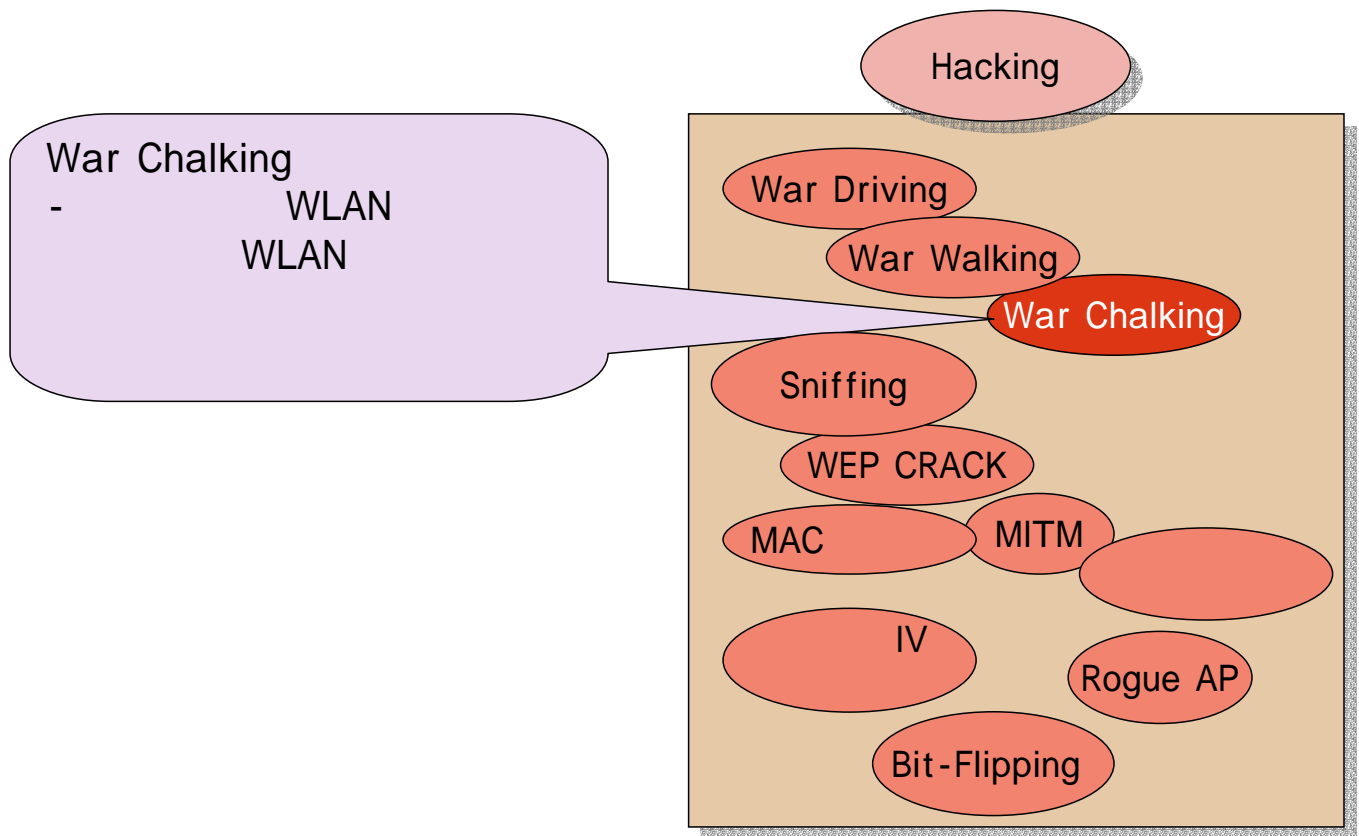 Hacking
War Chalking
- WLAN
WLAN
War Driving
War Walking
War Chalking
Sniffing
WEP CRACK
MAC
MITM
IV
Rogue AP
Bit-Flipping